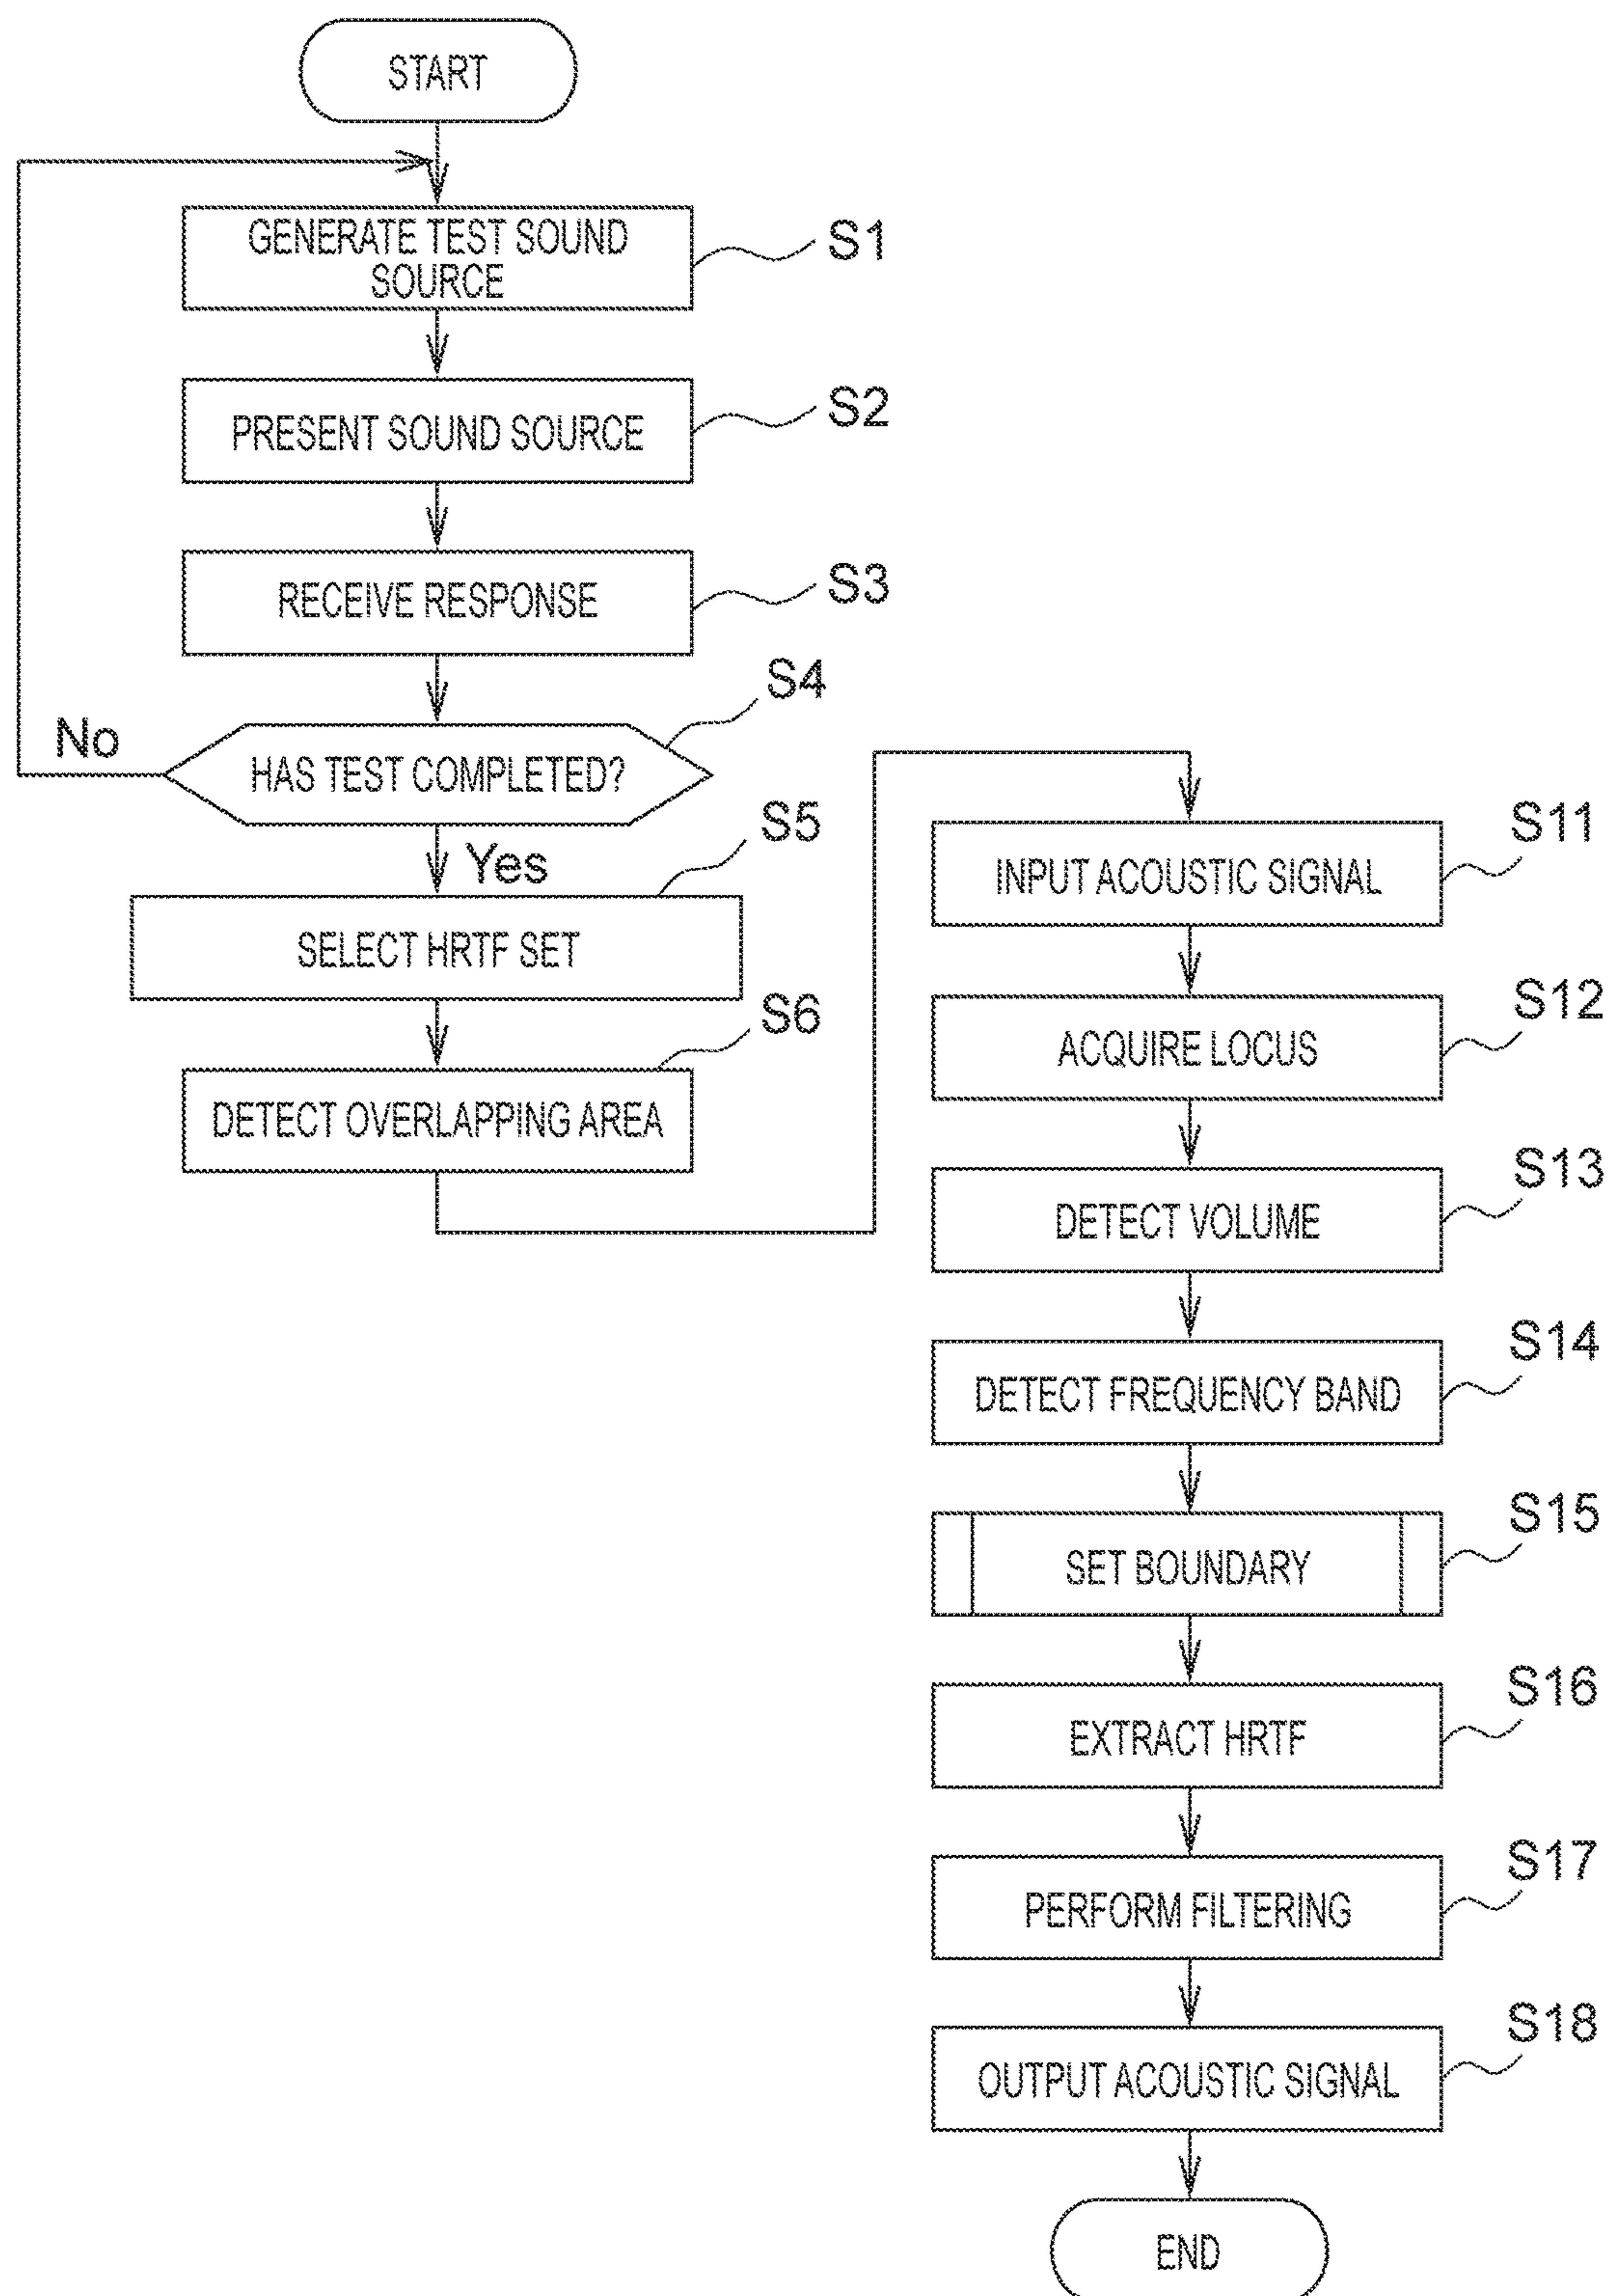 START
GENERATE TEST SOUND
SOURCE
S1
PRESENT SOUND SOURCE
S2
RECEIVE RESPONSE
S3
S4
No
HAS TEST COMPLETED?
Yes
S5
SELECT HRTF SET
S6
DETECT OVERLAPPING AREA
S11
INPUT ACOUSTIC SIGNAL
S12
ACQUIRE LOCUS
S13
DETECT VOLUME
S14
DETECT FREQUENCY BAND
S15
SET BOUNDARY
S16
EXTRACT HRTF
S17
PERFORM FILTERING
S18
OUTPUT ACOUSTIC SIGNAL
END